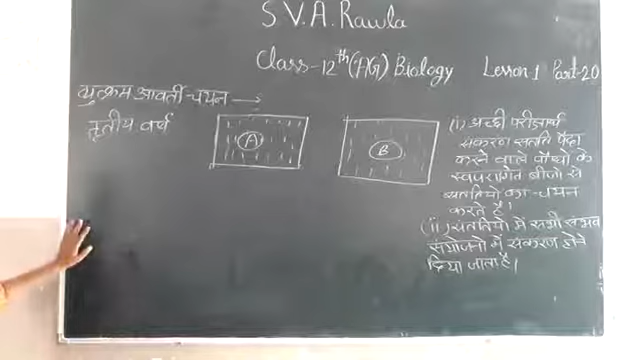 S V.A. Rawla
Class-12th (AG) Biology Lesson 1 Part-20
व्युत्क्रम आवर्ती चयन →
तृतीय वर्ष
A
B
(i) अच्छी परीक्षार्थ
संकरण संतति पैदा
करने वाले पौधों के
स्वपरागित बीजों से
संततियों का चयन
करते है।
(ii) संततियों में सभी संभव
संयोजनों में संकरण होने
दिया जाता है।